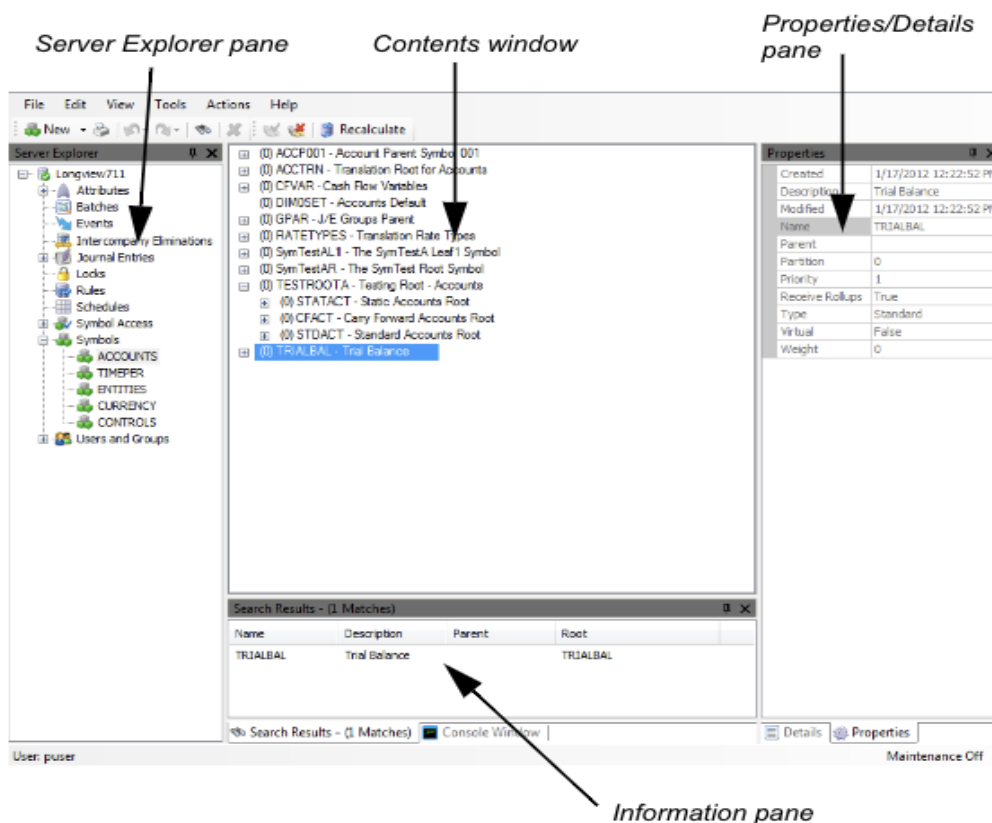 Server Explorer pane
Contents window
Properties/Details
pane
File Edit View Tools Actions Help
New
Recalculate
Server Explorer
Longview711
Attributes
Batches
Events
Intercompany Eliminations
Journal Entries
Locks
Rules
Schedules
Symbol Access
Symbols
ACCOUNTS
TIMEPER
ENTITIES
CURRENCY
CONTROLS
Users and Groups
(0) ACCP001 - Account Parent Symbol 001
(0) ACCTRN - Translation Root for Accounts
(0) CFVAR - Cash Flow Variables
(0) DIM0SET - Accounts Default
(0) GPAR - J/E Groups Parent
(0) RATETYPES - Translation Rate Types
(0) SymTestAL1 - The SymTestA Leaf1 Symbol
(0) SymTestAR - The SymTest Root Symbol
(0) TESTROOTA - Testing Root - Accounts
(0) STATACT - Static Accounts Root
(0) CFACT - Carry Forward Accounts Root
(0) STDACT - Standard Accounts Root
(0) TRIALBAL - Trial Balance
Properties
Created 1/17/2012 12:22:52 PM
Description Trial Balance
Modified 1/17/2012 12:22:52 PM
Name TRIALBAL
Parent
Partition 0
Priority 1
Receive Rollups True
Type Standard
Virtual False
Weight 0
Search Results - (1 Matches)
Name Description Parent Root
TRIALBAL Trial Balance TRIALBAL
Search Results - (1 Matches) Console Window
Details Properties
User: puser
Maintenance Off
Information pane